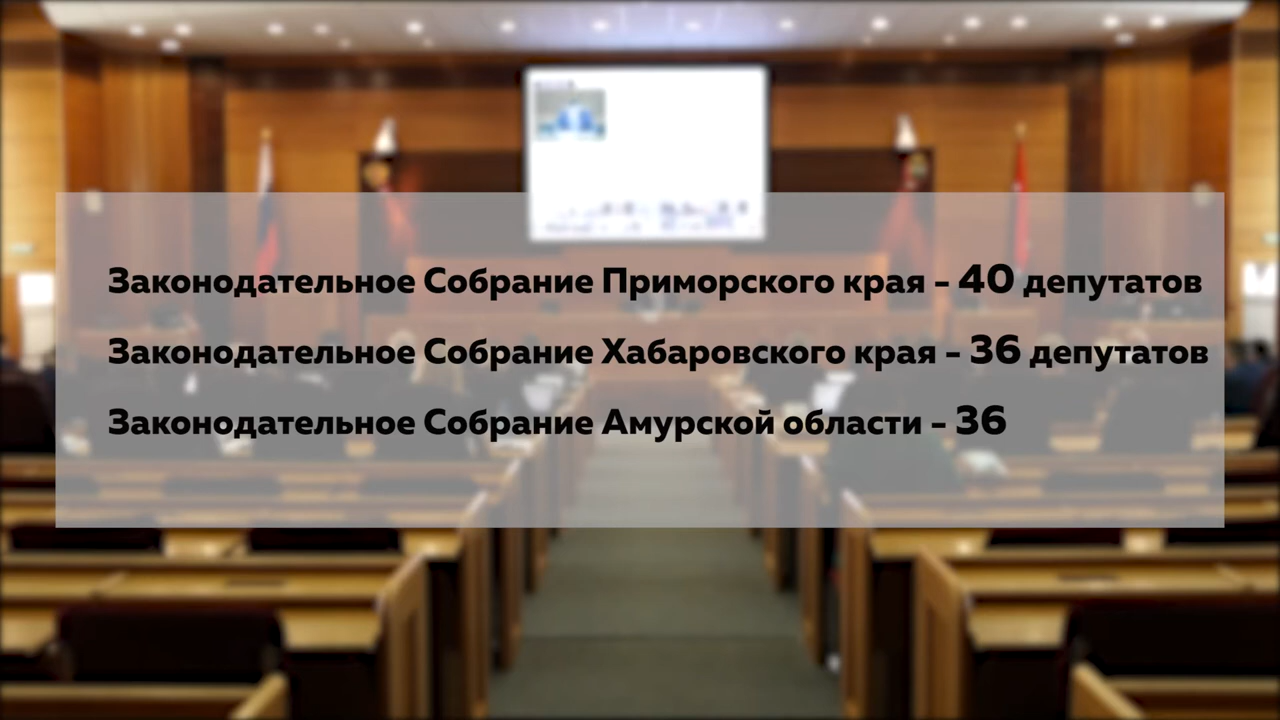 Законодательное Собрание Приморского края - 40 депутатов
Законодательное Собрание Хабаровского края - 36 депутатов
Законодательное Собрание Амурской области - 36